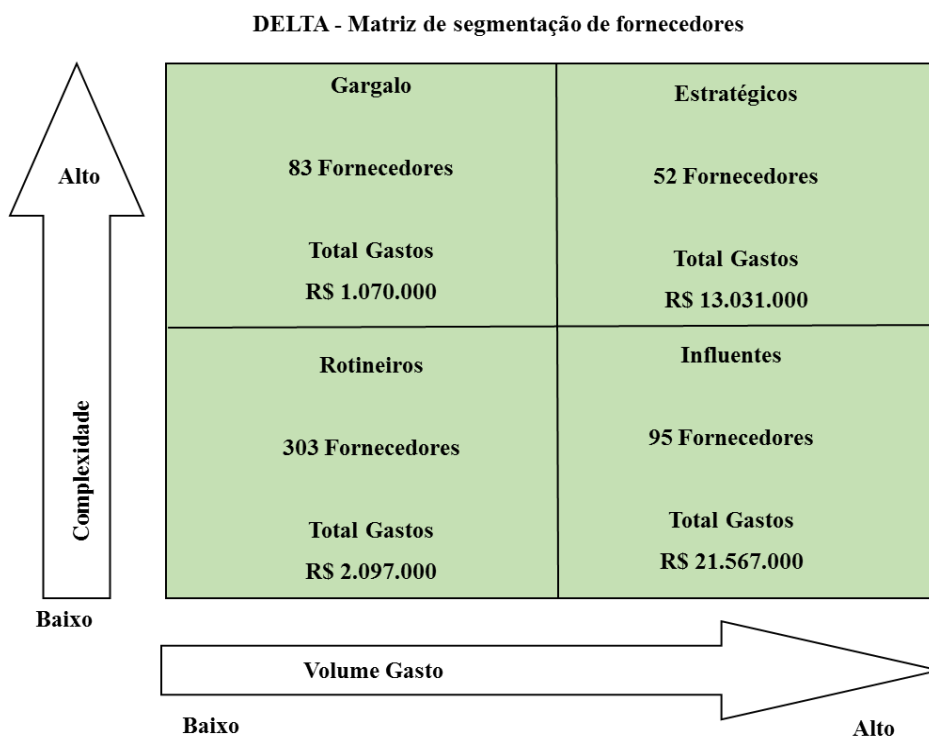 DELTA - Matriz de segmentação de fornecedores
Alto
Complexidade
Baixo
Gargalo
83 Fornecedores
Total Gastos
R$ 1.070.000
Estratégicos
52 Fornecedores
Total Gastos
R$ 13.031.000
Rotineiros
303 Fornecedores
Total Gastos
R$ 2.097.000
Influentes
95 Fornecedores
Total Gastos
R$ 21.567.000
Volume Gasto
Baixo
Alto